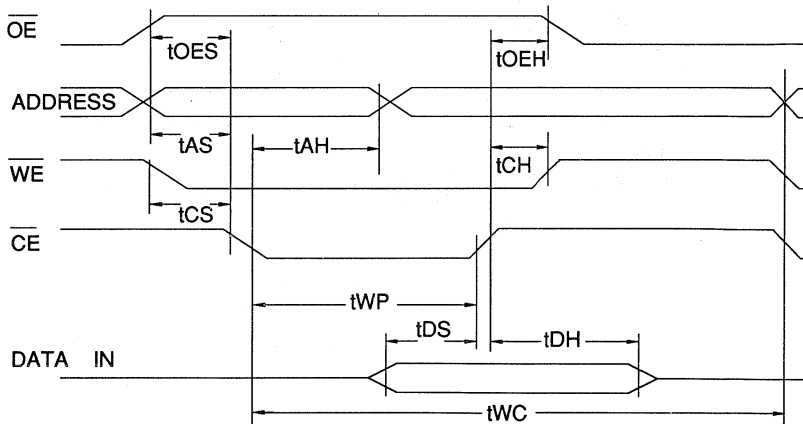 OE
tOES
tOEH
ADDRESS
tAS
tAH
tCH
WE
tCS
CE
tWP
tDS
tDH
DATA IN
tWC